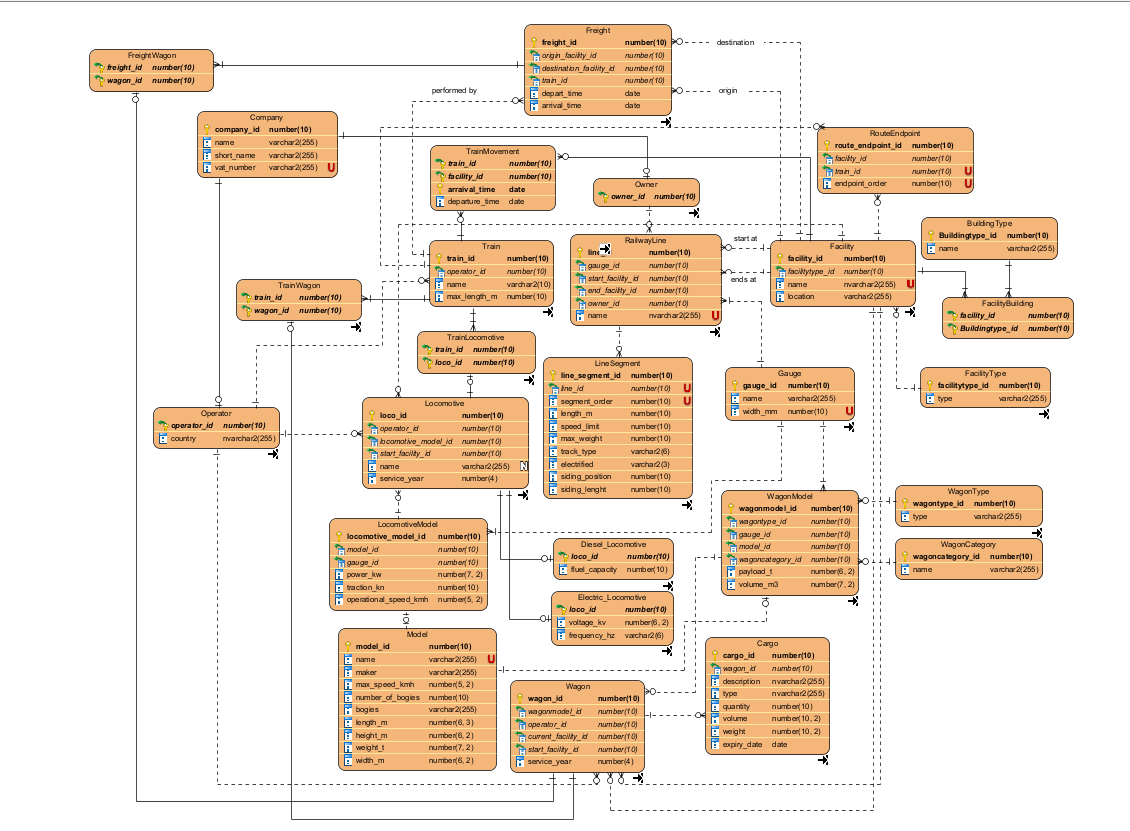 Freight
freight_id number(10)
origin_facility_id number(10)
destination_facility_id number(10)
train_id number(10)
depart_time date
arrival_time date
destination
origin
performed by
FreightWagon
freight_id number(10)
wagon_id number(10)
Company
company_id number(10)
name varchar2(255)
short_name varchar2(255)
vat_number varchar2(255) U
TrainMovement
train_id number(10)
facility_id number(10)
arraival_time date
departure_time date
Owner
owner_id number(10)
RouteEndpoint
route_endpoint_id number(10)
facility_id number(10)
train_id number(10) U
endpoint_order number(10) U
BuildingType
Buildingtype_id number(10)
name varchar2(255)
Train
train_id number(10)
operator_id number(10)
name varchar2(10)
max_length_m number(10)
RailwayLine
number(10)
gauge_id number(10)
start_facility_id number(10)
end_facility_id number(10)
owner_id number(10)
name nvarchar2(255) U
start at
ends at
Facility
facility_id number(10)
facilitytype_id number(10)
name nvarchar2(255) U
location varchar2(255)
FacilityBuilding
facility_id number(10)
Buildingtype_id number(10)
TrainWagon
train_id number(10)
wagon_id number(10)
TrainLocomotive
train_id number(10)
loco_id number(10)
LineSegment
line_segment_id number(10)
line_id number(10) U
segment_order number(10) U
length_m number(10)
speed_limit number(10)
max_weight number(10)
track_type varchar2(6)
electrified varchar2(3)
siding_position number(10)
siding_lenght number(10)
Gauge
gauge_id number(10)
name varchar2(255)
width_mm number(10) U
FacilityType
facilitytype_id number(10)
type varchar2(255)
Operator
operator_id number(10)
country nvarchar2(255)
Locomotive
loco_id number(10)
operator_id number(10)
locomotive_model_id number(10)
start_facility_id number(10)
name varchar2(255) N
service_year number(4)
WagonModel
wagonmodel_id number(10)
wagontype_id number(10)
gauge_id number(10)
model_id number(10)
wagoncategory_id number(10)
payload_t number(6, 2)
volume_m3 number(7, 2)
WagonType
wagontype_id number(10)
type varchar2(255)
WagonCategory
wagoncategory_id number(10)
name varchar2(255)
LocomotiveModel
locomotive_model_id number(10)
model_id number(10)
gauge_id number(10)
power_kw number(7, 2)
traction_kn number(10)
operational_speed_kmh number(5, 2)
Diesel_Locomotive
loco_id number(10)
fluel_capacity number(10)
Electric_Locomotive
loco_id number(10)
voltage_kv number(6, 2)
frequency_hz varchar2(6)
Model
model_id number(10)
name varchar2(255) U
maker varchar2(255)
max_speed_kmh number(5, 2)
number_of_bogies number(10)
bogies varchar2(255)
length_m number(6, 3)
height_m number(6, 2)
weight_t number(7, 2)
width_m number(6, 2)
Wagon
wagon_id number(10)
wagonmodel_id number(10)
operator_id number(10)
current_facility_id number(10)
start_facility_id number(10)
service_year number(4)
Cargo
cargo_id number(10)
wagon_id number(10)
description nvarchar2(255)
type nvarchar2(255)
quantity number(10)
volume number(10, 2)
weight number(10, 2)
expiry_date date